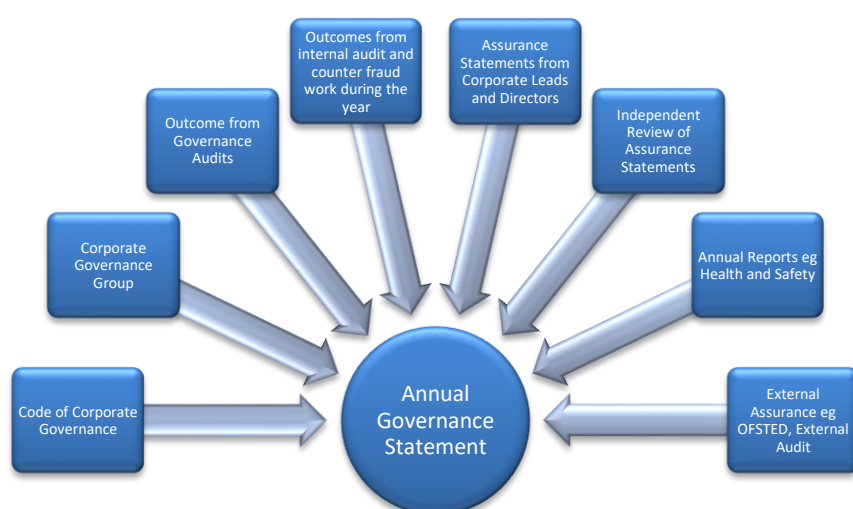 Outcomes from
internal audit and
counter fraud
work during the
year
Assurance
Statements from
Corporate Leads
and Directors
Outcome from
Governance
Audits
Independent
Review of
Assurance
Statements
Corporate
Governance
Group
Annual Reports eg
Health and Safety
Code of Corporate
Governance
Annual
Governance
Statement
External
Assurance eg
OFSTED, External
Audit